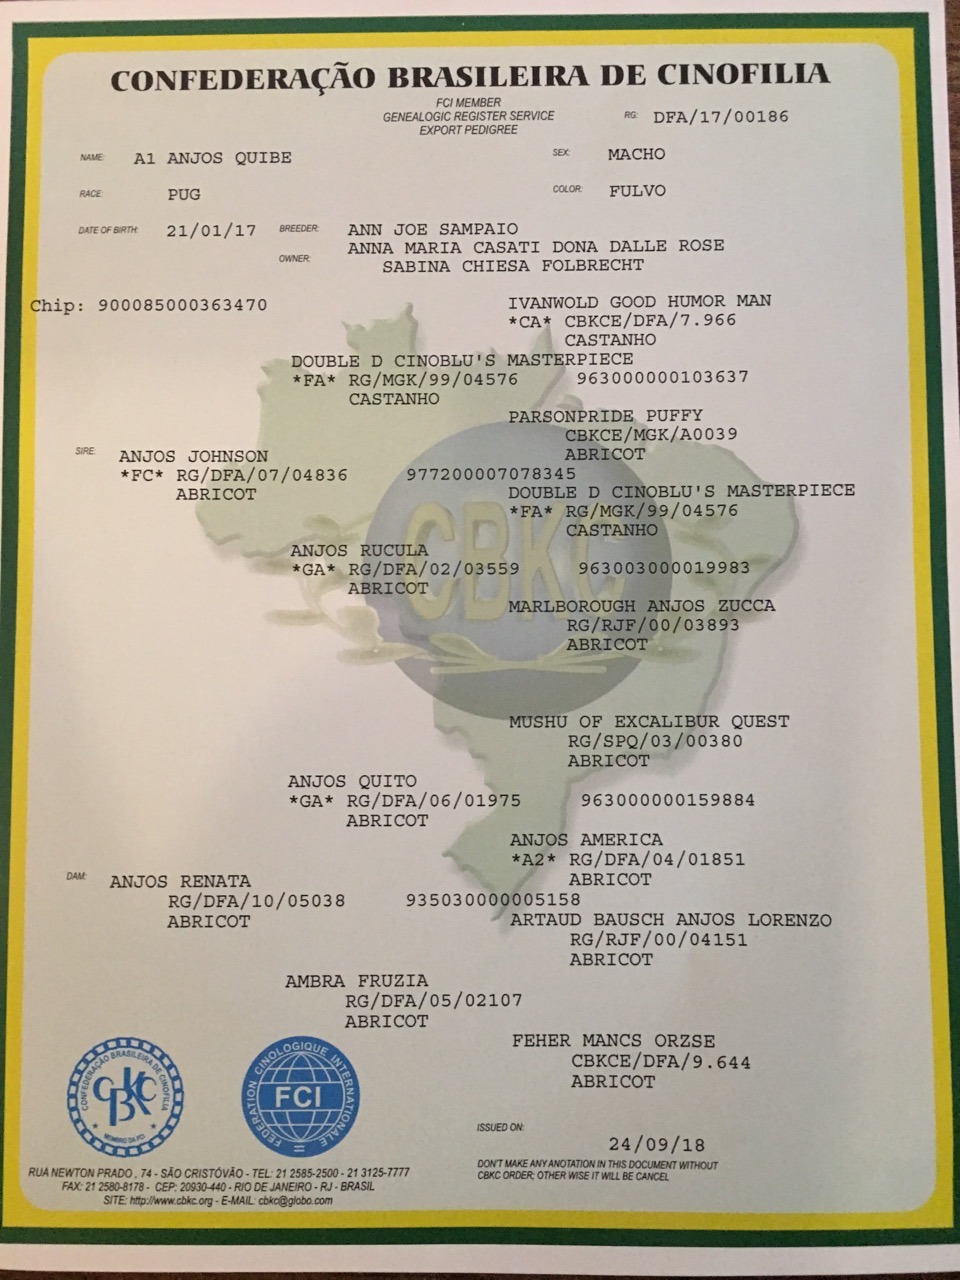 CONFEDERAÇÃO BRASILEIRA DE CINOFILIA
FCI MEMBER
GENEALOGIC REGISTER SERVICE
EXPORT PEDIGREE
RG: DFA/17/00186
NAME: A1 ANJOS QUIBE
SEX: MACHO
RACE: PUG
COLOR: FULVO
DATE OF BIRTH: 21/01/17
BREEDER: ANN JOE SAMPAIO
ANNA MARIA CASATI DONA DALLE ROSE
OWNER: SABINA CHIESA FOLBRECHT
Chip: 900085000363470
IVANWOLD GOOD HUMOR MAN
*CA* CBKCE/DFA/7.966
CASTANHO
DOUBLE D CINOBLU'S MASTERPIECE
*FA* RG/MGK/99/04576 963000000103637
CASTANHO
PARSONPRIDE PUFFY
CBKCE/MGK/A0039
ABRICOT
SIRE: ANJOS JOHNSON
*FC* RG/DFA/07/04836 977200007078345
ABRICOT
DOUBLE D CINOBLU'S MASTERPIECE
*FA* RG/MGK/99/04576
CASTANHO
ANJOS RUCULA
*GA* RG/DFA/02/03559 963003000019983
ABRICOT
MARLBOROUGH ANJOS ZUCCA
RG/RJF/00/03893
ABRICOT
CBKC
MUSHU OF EXCALIBUR QUEST
RG/SPQ/03/00380
ABRICOT
ANJOS QUITO
*GA* RG/DFA/06/01975 963000000159884
ABRICOT
ANJOS AMERICA
*A2* RG/DFA/04/01851
ABRICOT
DAM: ANJOS RENATA
RG/DFA/10/05038 935030000005158
ABRICOT
ARTAUD BAUSCH ANJOS LORENZO
RG/RJF/00/04151
ABRICOT
AMBRA FRUZIA
RG/DFA/05/02107
ABRICOT
FEHER MANCS ORZSE
CBKCE/DFA/9.644
ABRICOT
CONFEDERAÇÃO BRASILEIRA DE CINOFILIA
CBKC
MEMBRO DA FCI
FEDERATION CINOLOGIQUE INTERNATIONALE
FCI
ISSUED ON:
24/09/18
DON'T MAKE ANY ANOTATION IN THIS DOCUMENT WITHOUT
CBKC ORDER; OTHER WISE IT WILL BE CANCEL
RUA NEWTON PRADO , 74 - SÃO CRISTÓVÃO - TEL: 21 2585-2500 - 21 3125-7777
FAX: 21 2580-8178 - CEP: 20930-440 - RIO DE JANEIRO - RJ - BRASIL
SITE: http://www.cbkc.org - E-MAIL: cbkc@globo.com